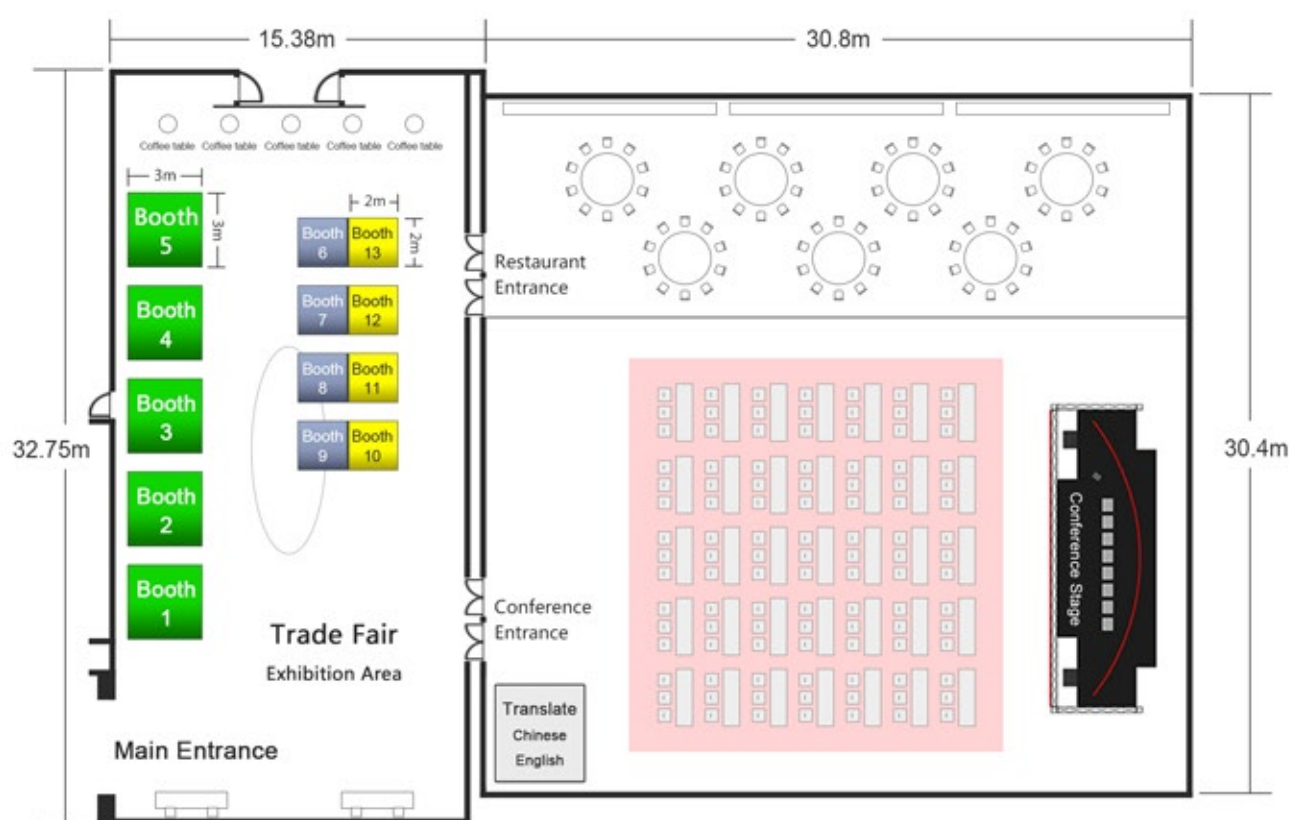 15.38m
30.8m
Coffee table Coffee table Coffee table Coffee table Coffee table
3m
3m
2m
2m
Booth
5
Booth
4
Booth
3
Booth
2
Booth
1
Booth
6
Booth
13
Booth
7
Booth
12
Booth
8
Booth
11
Booth
9
Booth
10
32.75m
Restaurant
Entrance
30.4m
Conference Stage
Conference
Entrance
Trade Fair
Exhibition Area
Translate
Chinese
English
Main Entrance